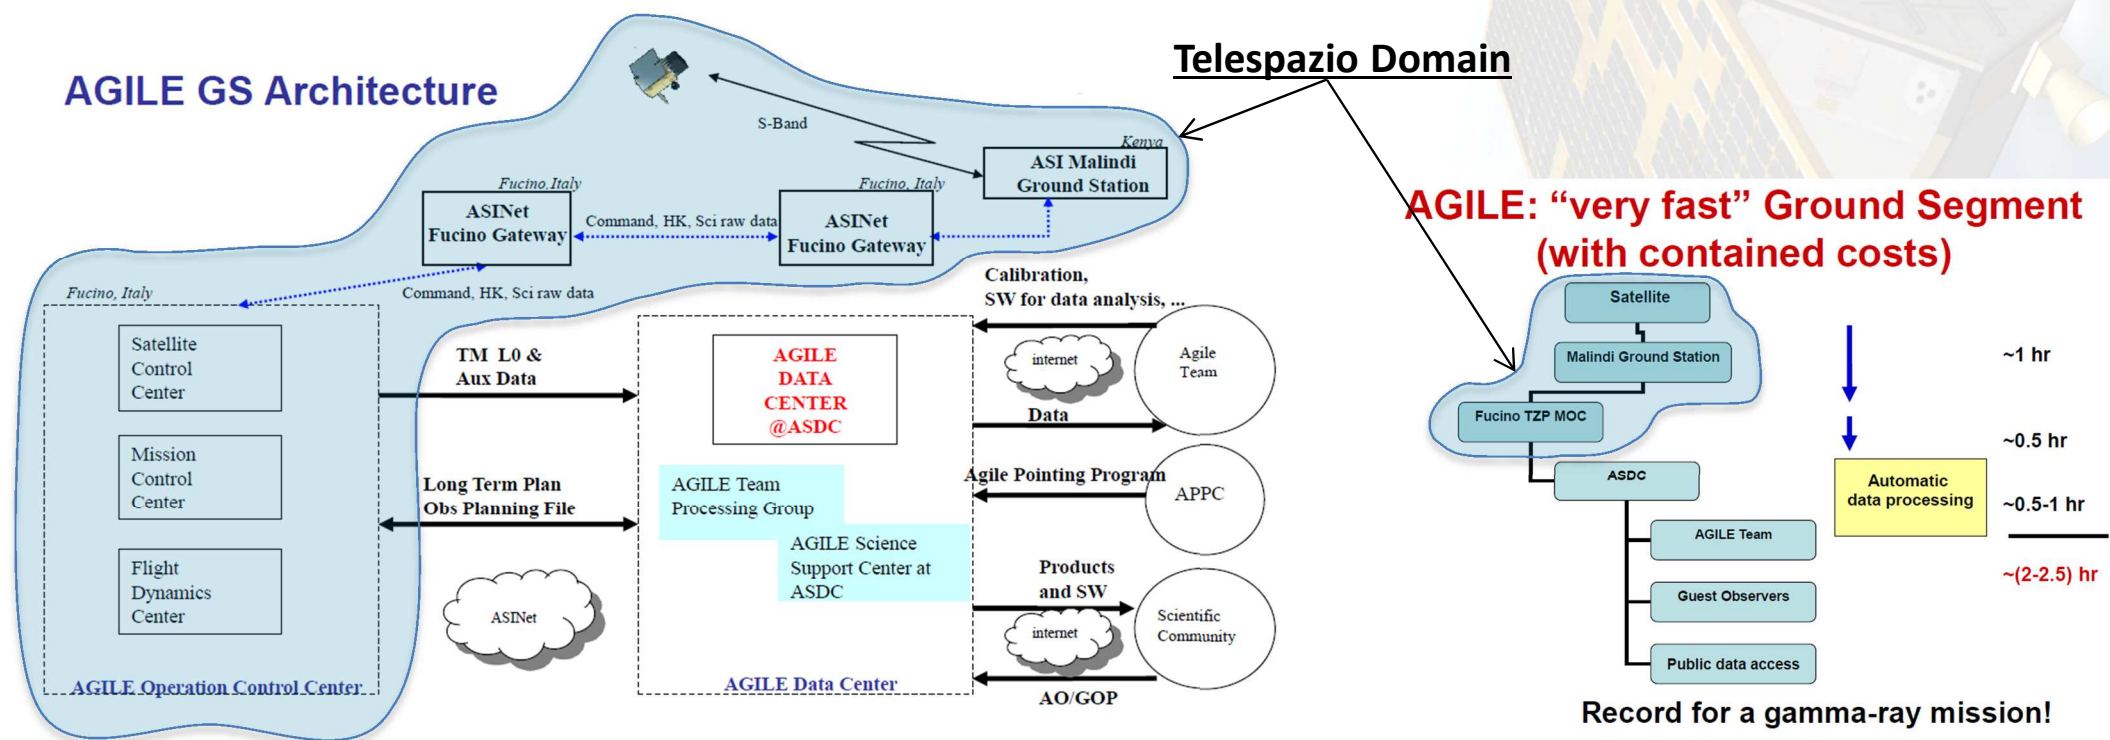 AGILE GS Architecture
Telespazio Domain
S-Band
Kenya
ASI Malindi
Ground Station
Fucino, Italy
ASINet
Fucino Gateway
Command, HK, Sci raw data
Fucino, Italy
ASINet
Fucino Gateway
Command, HK, Sci raw data
Fucino, Italy
Satellite
Control
Center
Mission
Control
Center
Flight
Dynamics
Center
AGILE Operation Control Center
TM L0 &
Aux Data
Long Term Plan
Obs Planning File
ASINet
AGILE
DATA
CENTER
@ASDC
AGILE Team
Processing Group
AGILE Science
Support Center at
ASDC
AGILE Data Center
Calibration,
SW for data analysis, ...
internet
Data
Agile
Team
Agile Pointing Program
APPC
Products
and SW
internet
AO/GOP
Scientific
Community
AGILE: “very fast” Ground Segment
(with contained costs)
Satellite
Malindi Ground Station
Fucino TZP MOC
ASDC
AGILE Team
Guest Observers
Public data access
~1 hr
~0.5 hr
Automatic
data processing
~0.5-1 hr
~(2-2.5) hr
Record for a gamma-ray mission!